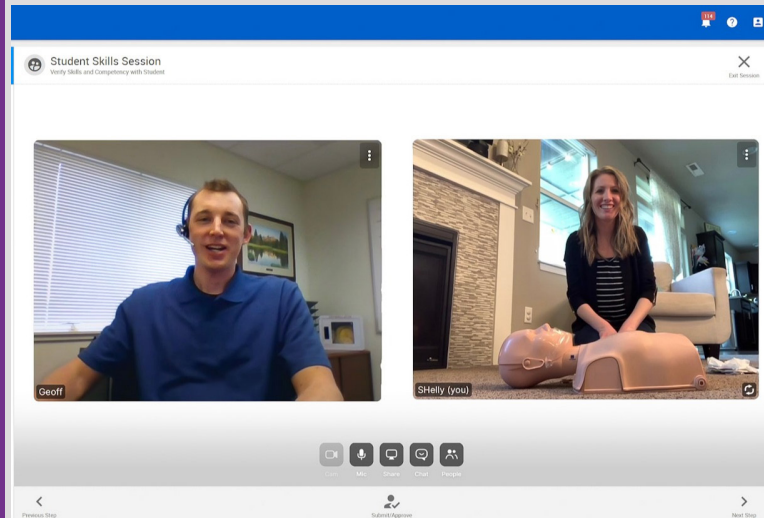 114
Student Skills Session
Verify Skills and Competency with Student
Exit Session
Geoff
SHelly (you)
Cam
Mic
Share
Chat
People
Previous Step
Submit/Approve
Next Step